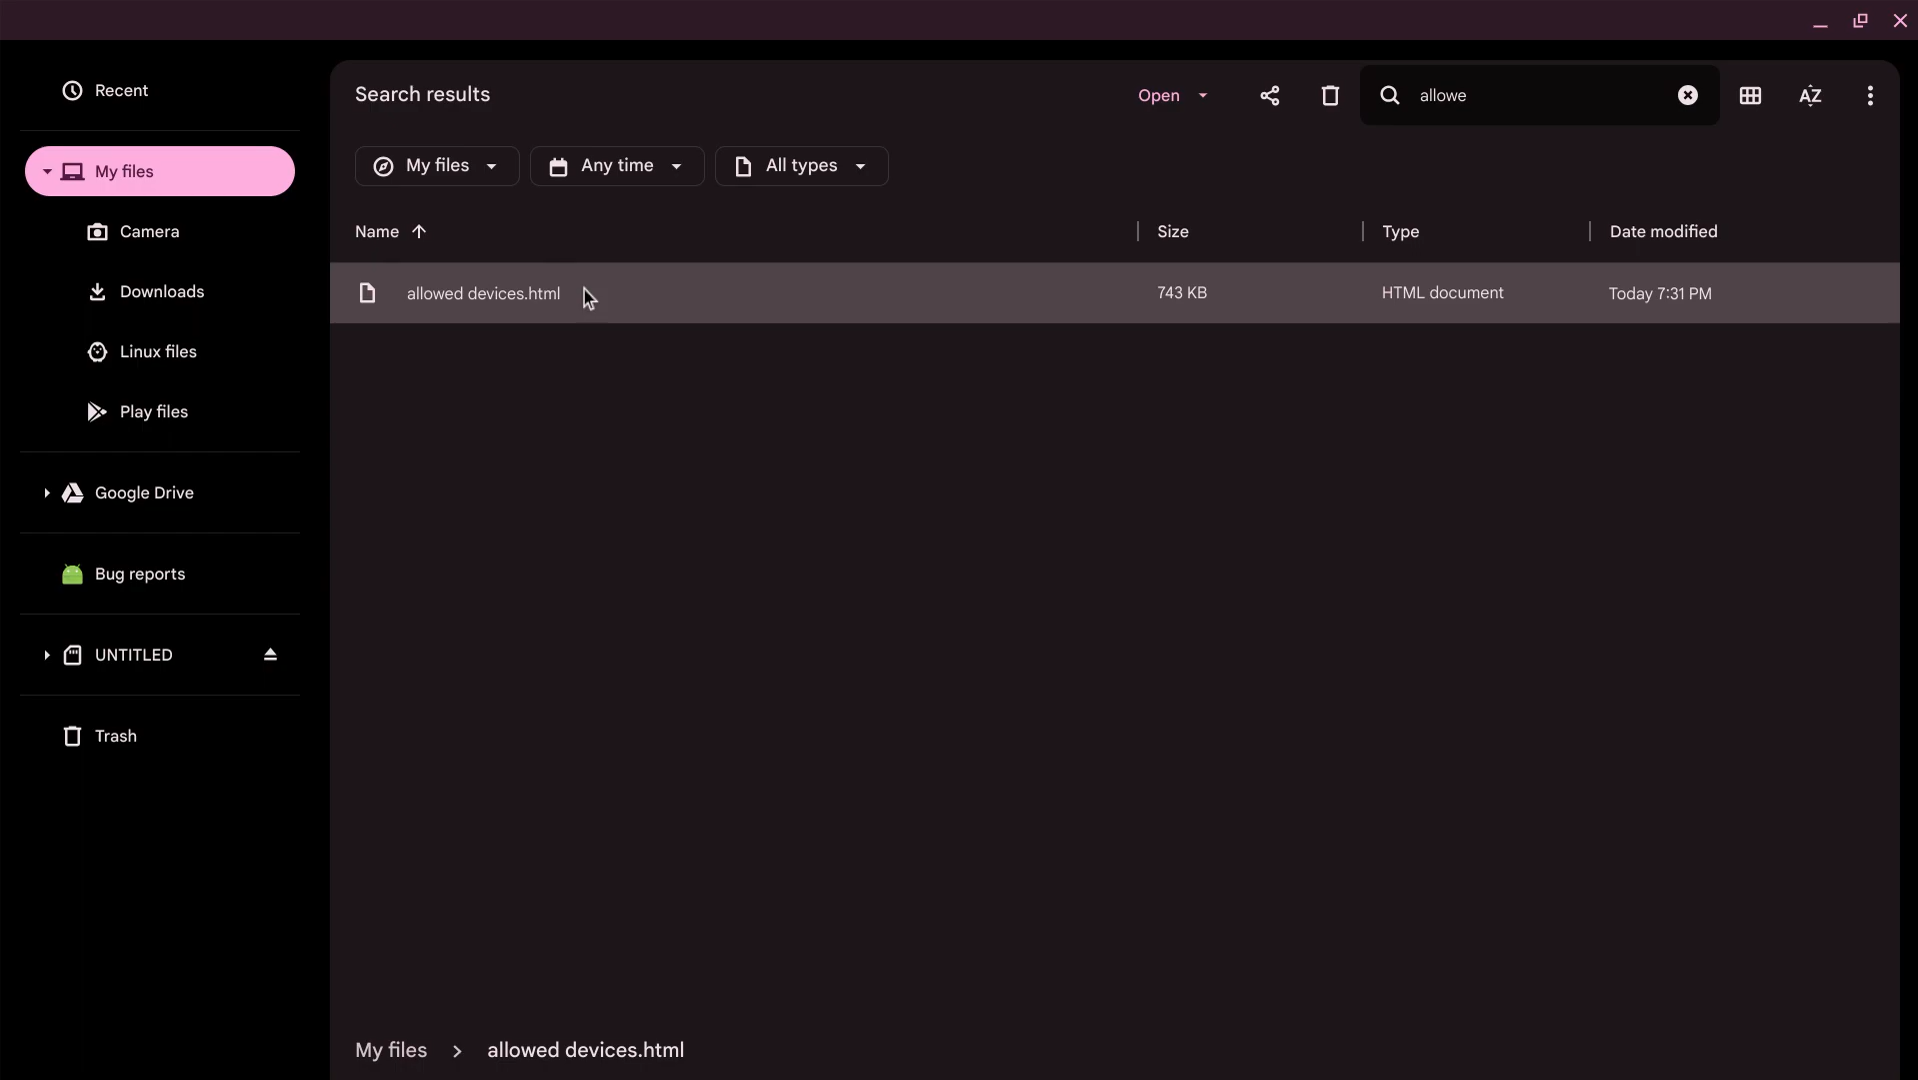 Recent
My files
Camera
Downloads
Linux files
Play files
Google Drive
Bug reports
UNTITLED
Trash
Search results
Open
allowe
AZ
My files
Any time
All types
Name
Size
Type
Date modified
allowed devices.html
743 KB
HTML document
Today 7:31 PM
My files > allowed devices.html